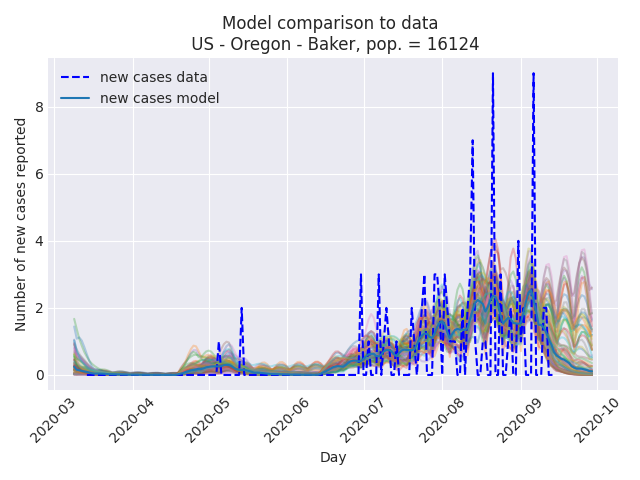 Model comparison to data
US - Oregon - Baker, pop. = 16124
new cases data
new cases model
Number of new cases reported
8
6
4
2
0
2020-03
2020-04
2020-05
2020-06
2020-07
2020-08
2020-09
2020-10
Day